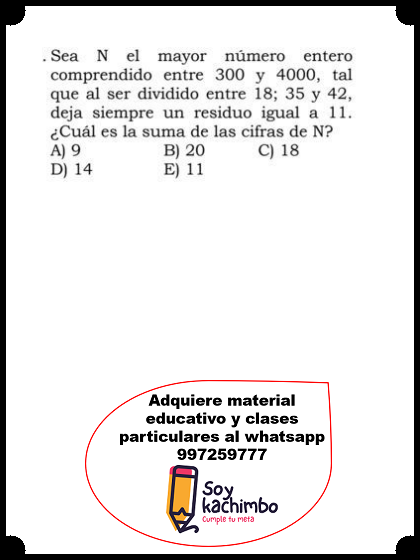 . Sea N el mayor número entero
comprendido entre 300 y 4000, tal
que al ser dividido entre 18; 35 y 42,
deja siempre un residuo igual a 11.
¿Cuál es la suma de las cifras de N?
A) 9 B) 20 C) 18
D) 14 E) 11
Adquiere material
educativo y clases
particulares al whatsapp
997259777
Soy
kachimbo
Cumple tu meta